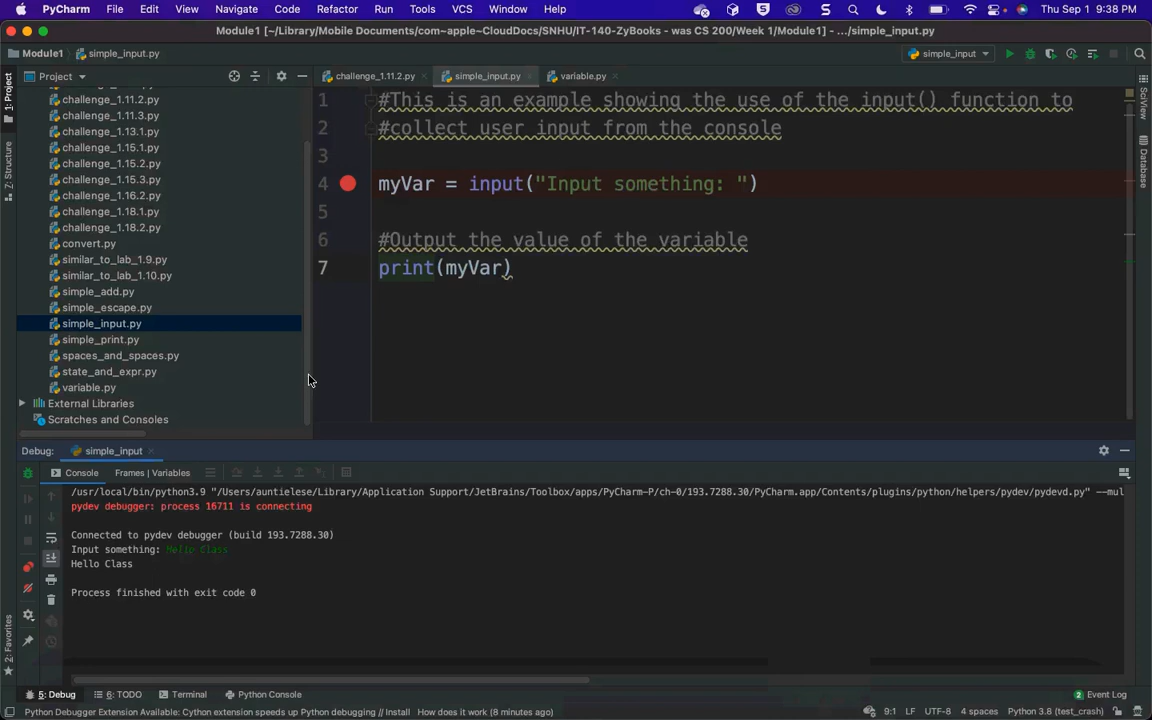 PyCharm File Edit View Navigate Code Refactor Run Tools VCS Window Help Thu Sep 1 9:38 PM
Module1 [~/Library/Mobile Documents/com~apple~CloudDocs/SNHU/IT-140-ZyBooks - was CS 200/Week 1/Module1] - .../simple_input.py
Module1 simple_input.py simple_input
Project challenge_1.11.2.py simple_input.py variable.py
1: Project
Z: Structure
2: Favorites
SciView
Database
challenge_1.11.2.py
challenge_1.11.3.py
challenge_1.13.1.py
challenge_1.15.1.py
challenge_1.15.2.py
challenge_1.15.3.py
challenge_1.16.2.py
challenge_1.18.1.py
challenge_1.18.2.py
convert.py
similar_to_lab_1.9.py
similar_to_lab_1.10.py
simple_add.py
simple_escape.py
simple_input.py
simple_print.py
spaces_and_spaces.py
state_and_expr.py
variable.py
External Libraries
Scratches and Consoles
1 #This is an example showing the use of the input() function to
2 #collect user input from the console
3
4 myVar = input("Input something: ")
5
6 #Output the value of the variable
7 print(myVar)
Debug: simple_input
Console Frames | Variables
/usr/local/bin/python3.9 "/Users/auntielese/Library/Application Support/JetBrains/Toolbox/apps/PyCharm-P/ch-0/193.7288.30/PyCharm.app/Contents/plugins/python/helpers/pydev/pydevd.py" --mul
pydev debugger: process 16711 is connecting
Connected to pydev debugger (build 193.7288.30)
Input something: Hello Class
Hello Class
Process finished with exit code 0
5: Debug 6: TODO Terminal Python Console 2 Event Log
Python Debugger Extension Available: Cython extension speeds up Python debugging // Install How does it work (8 minutes ago) 9:1 LF UTF-8 4 spaces Python 3.8 (test_crash)